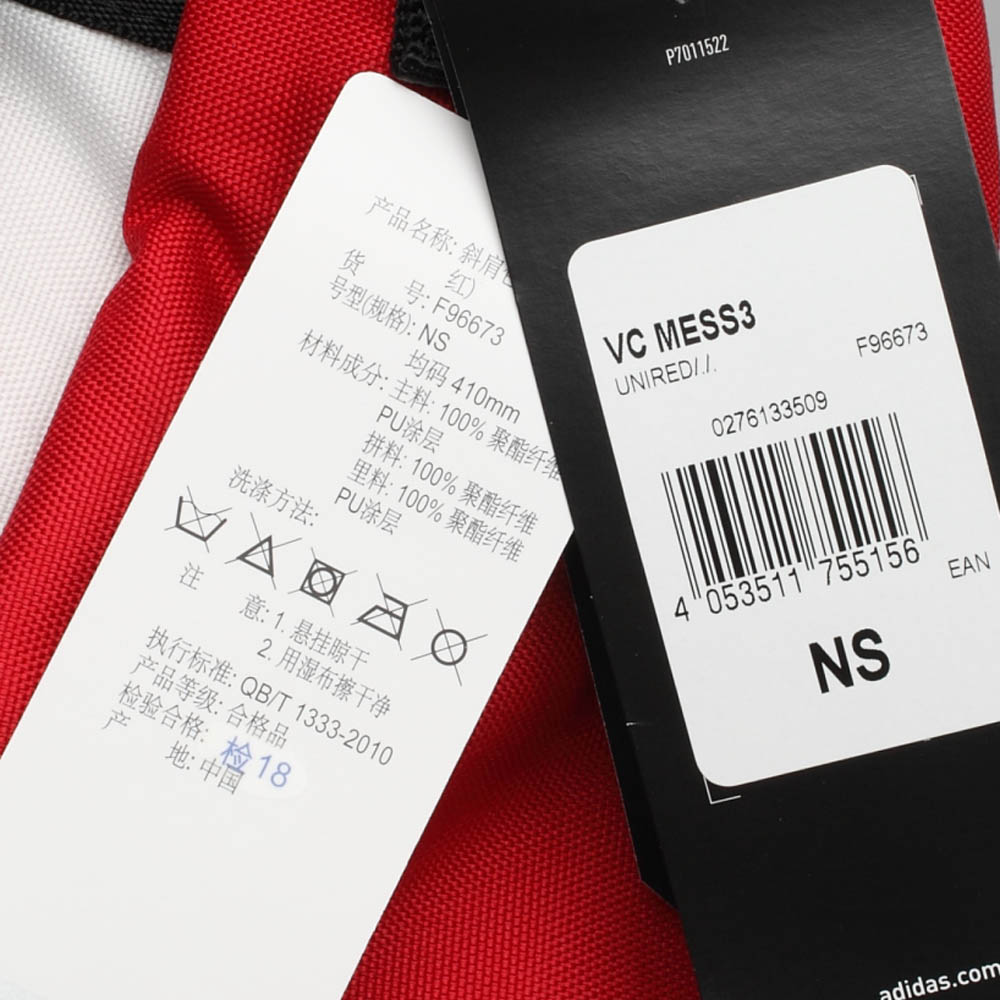 产品名称: 斜肩
红)
货 号: F96673
号型(规格): NS
均码 410mm
材料成分: 主料: 100% 聚酯纤维
PU涂层
拼料: 100% 聚酯纤维
里料: 100% 聚酯纤维
PU涂层
洗涤方法:
注 意: 1. 悬挂晾干
2. 用湿布擦干净
执行标准: QB/T 1333-2010
产品等级: 合格品
检验合格: 检18
产 地: 中国
P7011522
VC MESS3
UNIRED/./.
F96673
0276133509
4 053511 755156
EAN
NS
adidas.com